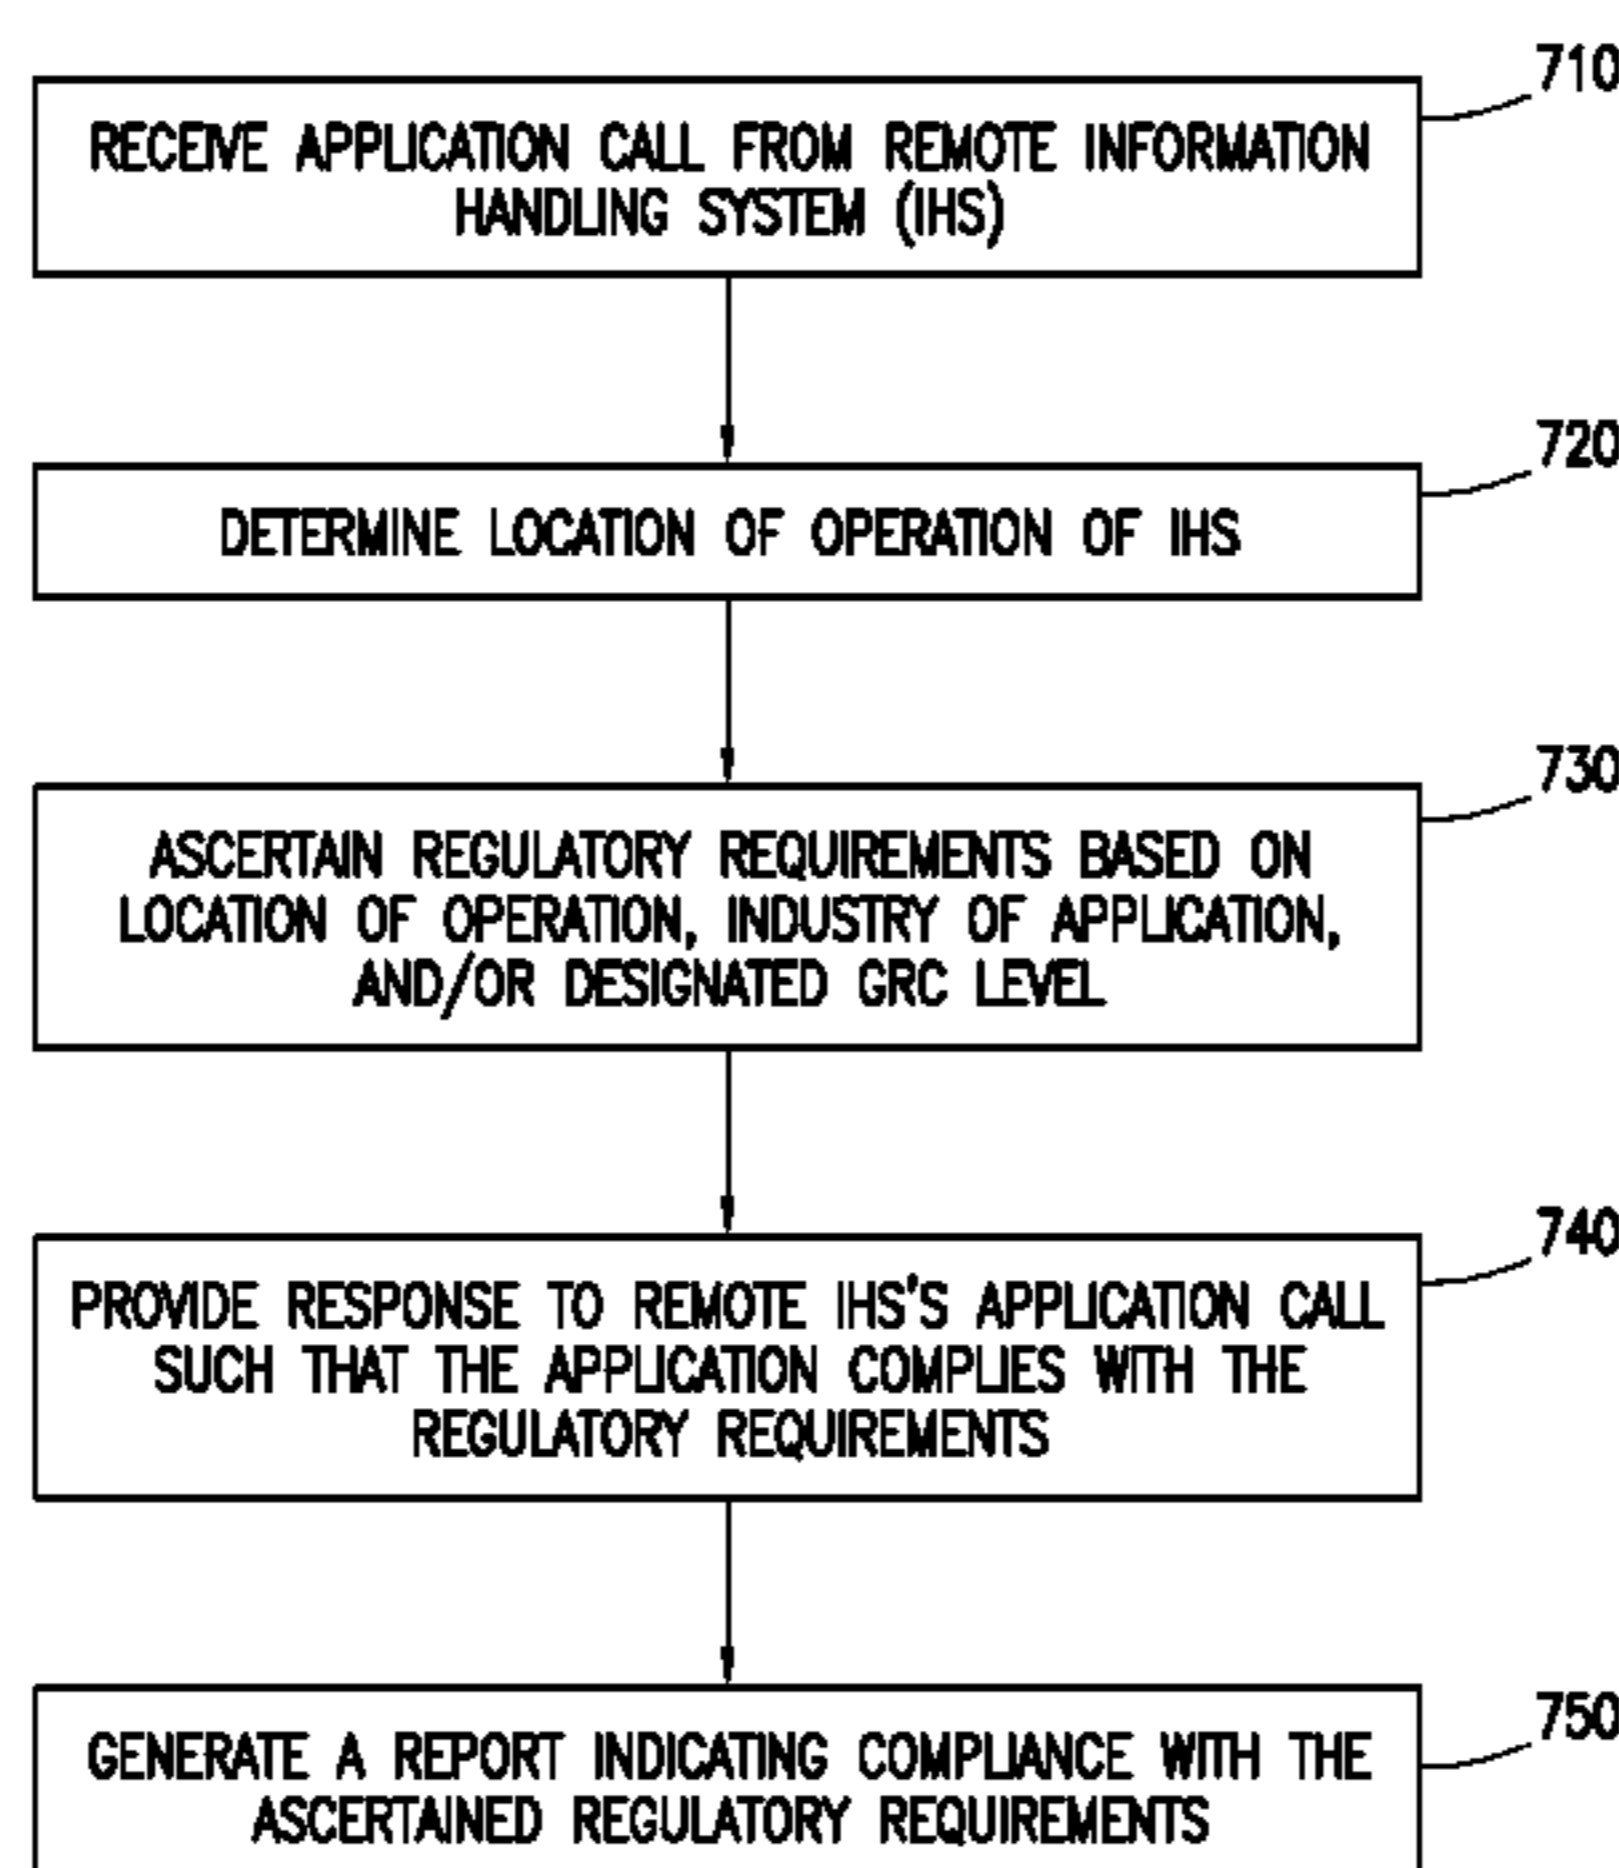 710
RECEIVE APPLICATION CALL FROM REMOTE INFORMATION
HANDLING SYSTEM (IHS)
720
DETERMINE LOCATION OF OPERATION OF IHS
730
ASCERTAIN REGULATORY REQUIREMENTS BASED ON
LOCATION OF OPERATION, INDUSTRY OF APPLICATION,
AND/OR DESIGNATED GRC LEVEL
740
PROVIDE RESPONSE TO REMOTE IHS'S APPLICATION CALL
SUCH THAT THE APPLICATION COMPLIES WITH THE
REGULATORY REQUIREMENTS
750
GENERATE A REPORT INDICATING COMPLIANCE WITH THE
ASCERTAINED REGULATORY REQUIREMENTS